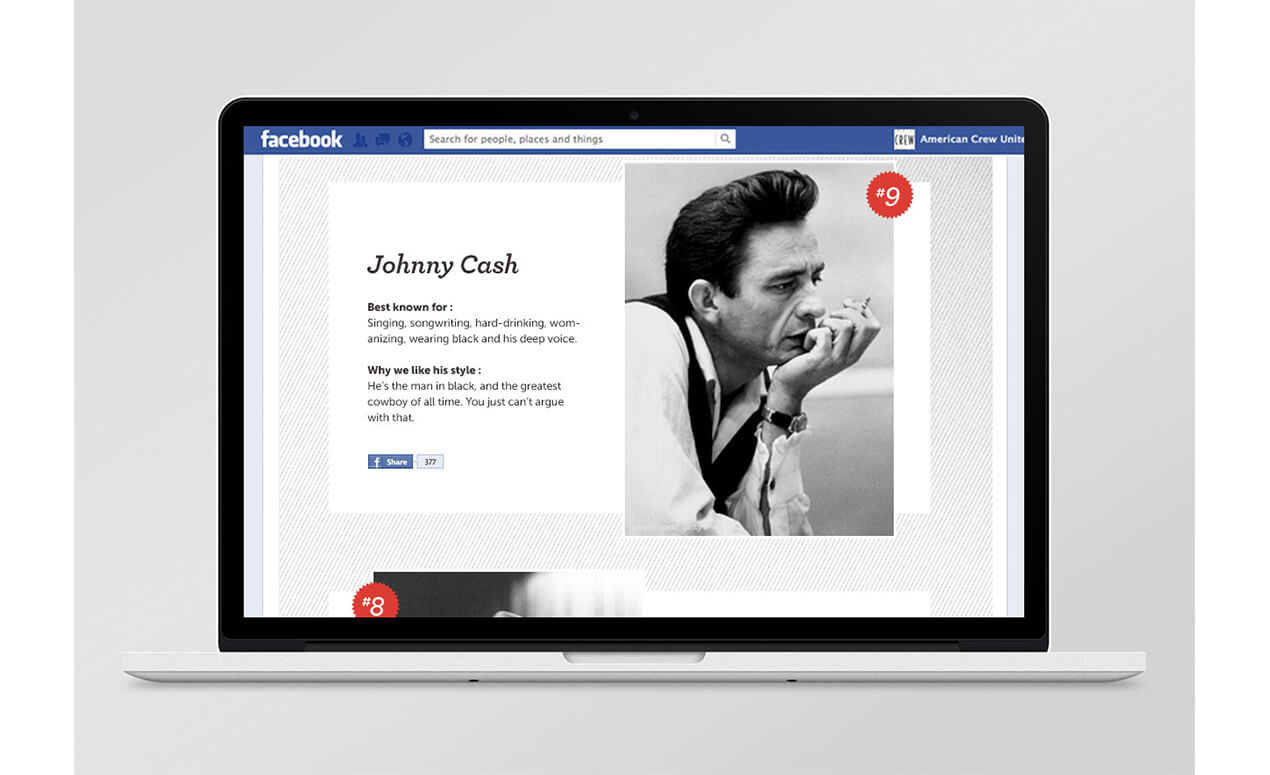 facebook
Search for people, places and things
CREW
American Crew Unite
#9
Johnny Cash
Best known for :
Singing, songwriting, hard-drinking, wom-
anizing, wearing black and his deep voice.
Why we like his style :
He's the man in black, and the greatest
cowboy of all time. You just can't argue
with that.
f Share 377
#8